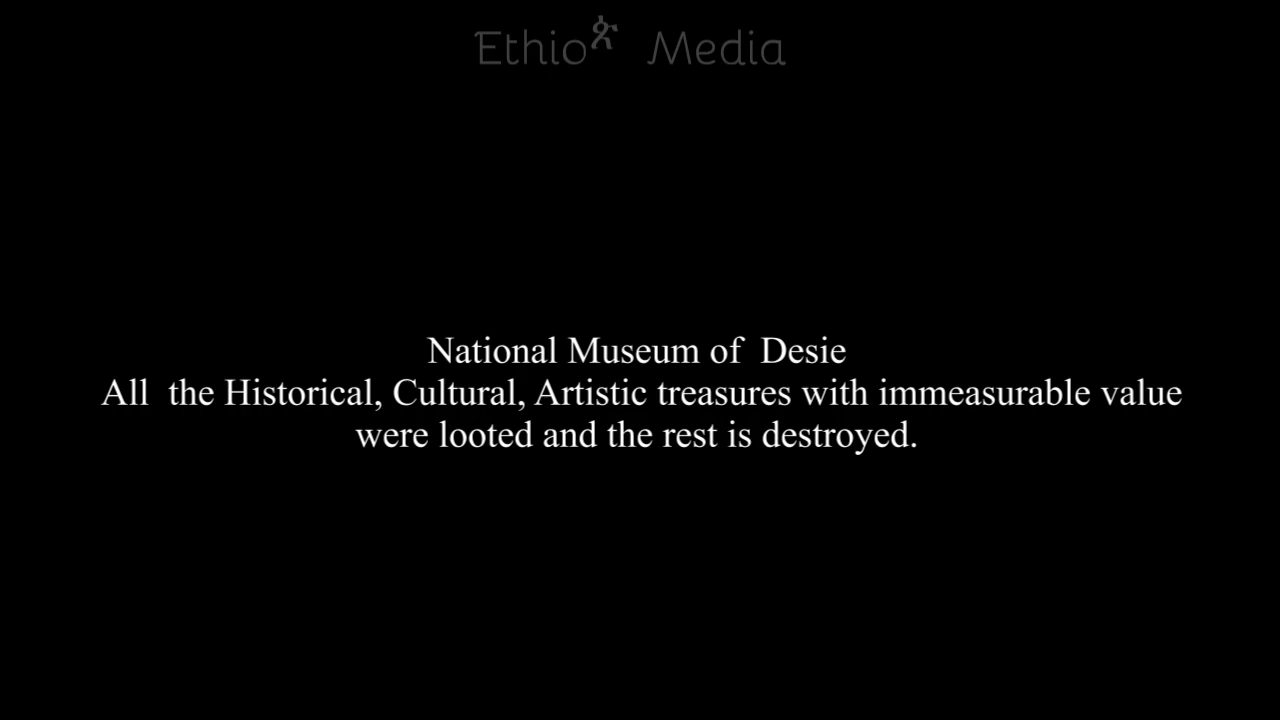 Ethio ጵ Media
National Museum of Desie
All the Historical, Cultural, Artistic treasures with immeasurable value
were looted and the rest is destroyed.